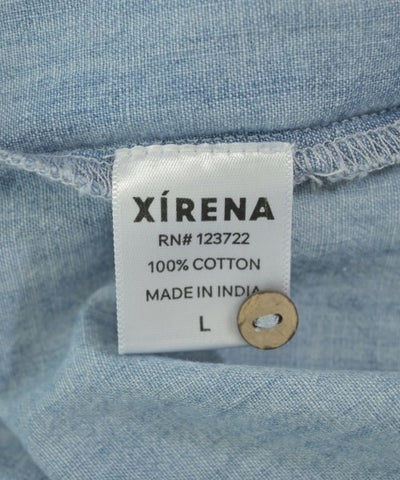 XÍRENA
RN# 123722
100% COTTON
MADE IN INDIA
L